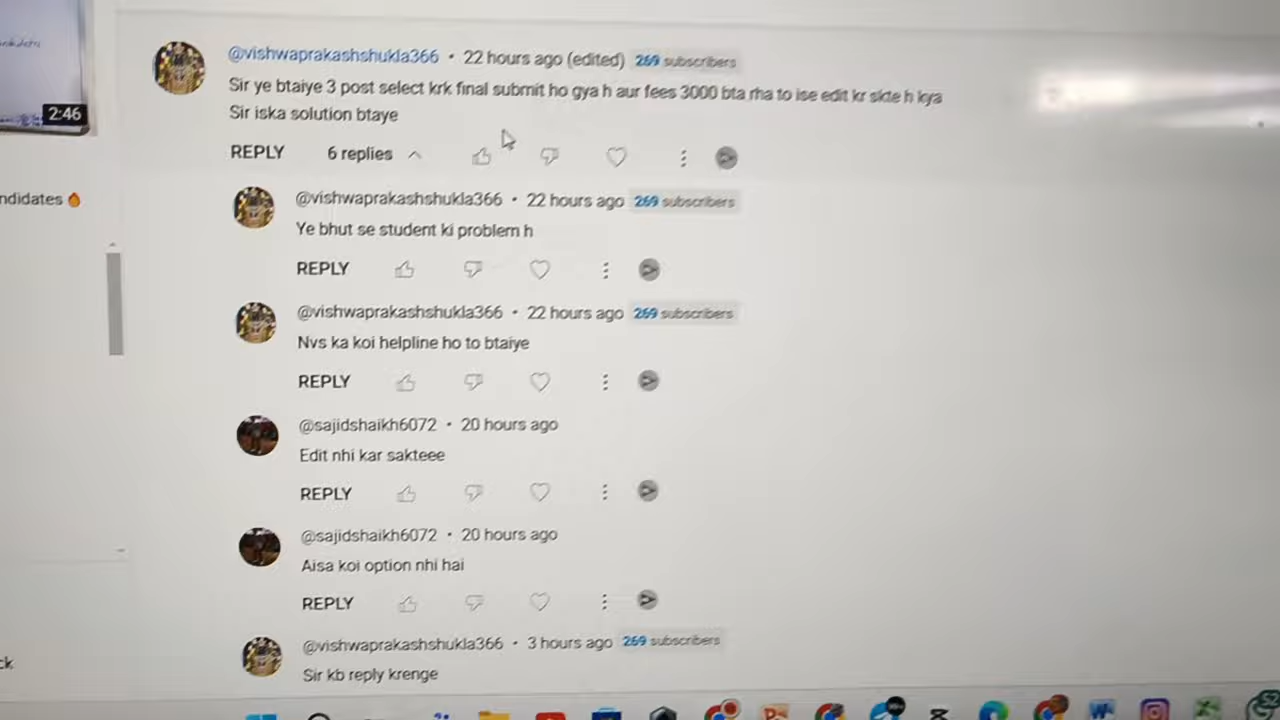 2:46
@vishwaprakashshukla366 • 22 hours ago (edited) 269 subscribers
Sir ye btaiye 3 post select krk final submit ho gya h aur fees 3000 bta rha to ise edit kr skte h kya
Sir iska solution btaye
REPLY 6 replies
ndidates 🔥
@vishwaprakashshukla366 • 22 hours ago 269 subscribers
Ye bhut se student ki problem h
REPLY
@vishwaprakashshukla366 • 22 hours ago 269 subscribers
Nvs ka koi helpline ho to btaiye
REPLY
@sajidshaikh6072 • 20 hours ago
Edit nhi kar sakteee
REPLY
@sajidshaikh6072 • 20 hours ago
Aisa koi option nhi hai
REPLY
@vishwaprakashshukla366 • 3 hours ago 269 subscribers
ck
Sir kb reply krenge